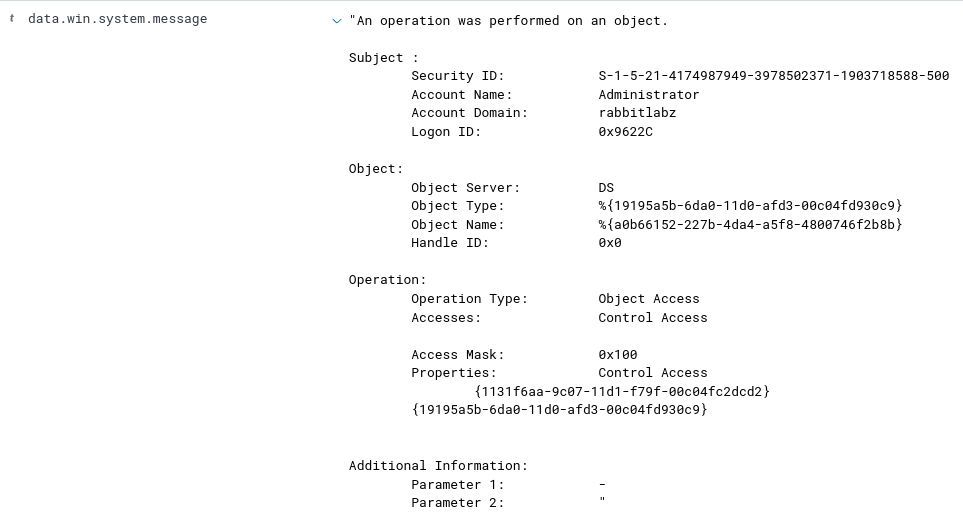 t data.win.system.message
"An operation was performed on an object.
Subject :
Security ID: S-1-5-21-4174987949-3978502371-1903718588-500
Account Name: Administrator
Account Domain: rabbitlabz
Logon ID: 0x9622C
Object:
Object Server: DS
Object Type: %{19195a5b-6da0-11d0-afd3-00c04fd930c9}
Object Name: %{a0b66152-227b-4da4-a5f8-4800746f2b8b}
Handle ID: 0x0
Operation:
Operation Type: Object Access
Accesses: Control Access
Access Mask: 0x100
Properties: Control Access
{1131f6aa-9c07-11d1-f79f-00c04fc2dcd2}
{19195a5b-6da0-11d0-afd3-00c04fd930c9}
Additional Information:
Parameter 1: -
Parameter 2: "